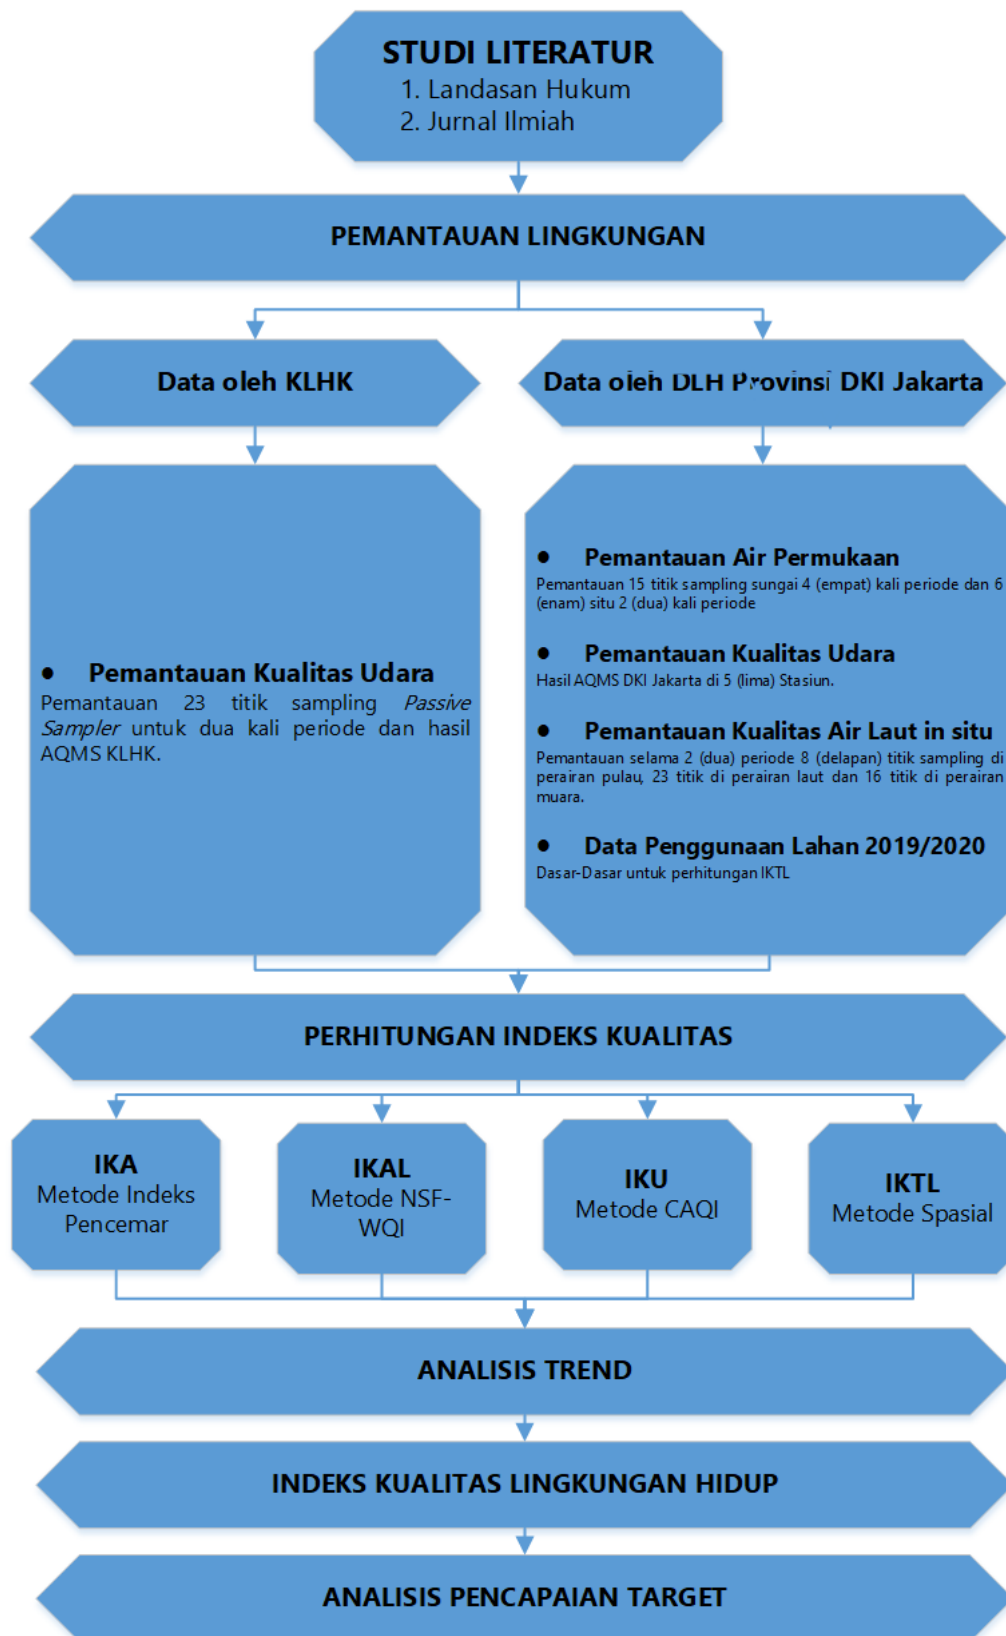 STUDI LITERATUR
1. Landasan Hukum
2. Jurnal Ilmiah
PEMANTAUAN LINGKUNGAN
Data oleh KLHK
Data oleh DLH Provinsi DKI Jakarta
● Pemantauan Kualitas Udara
Pemantauan 23 titik sampling Passive
Sampler untuk dua kali periode dan hasil
AQMS KLHK.
● Pemantauan Air Permukaan
Pemantauan 15 titik sampling sungai 4 (empat) kali periode dan 6
(enam) situ 2 (dua) kali periode
● Pemantauan Kualitas Udara
Hasil AQMS DKI Jakarta di 5 (lima) Stasiun.
● Pemantauan Kualitas Air Laut in situ
Pemantauan selama 2 (dua) periode 8 (delapan) titik sampling di
perairan pulau, 23 titik di perairan laut dan 16 titik di perairan
muara.
● Data Penggunaan Lahan 2019/2020
Dasar-Dasar untuk perhitungan IKTL
PERHITUNGAN INDEKS KUALITAS
IKA
Metode Indeks
Pencemar
IKAL
Metode NSF-
WQI
IKU
Metode CAQI
IKTL
Metode Spasial
ANALISIS TREND
INDEKS KUALITAS LINGKUNGAN HIDUP
ANALISIS PENCAPAIAN TARGET